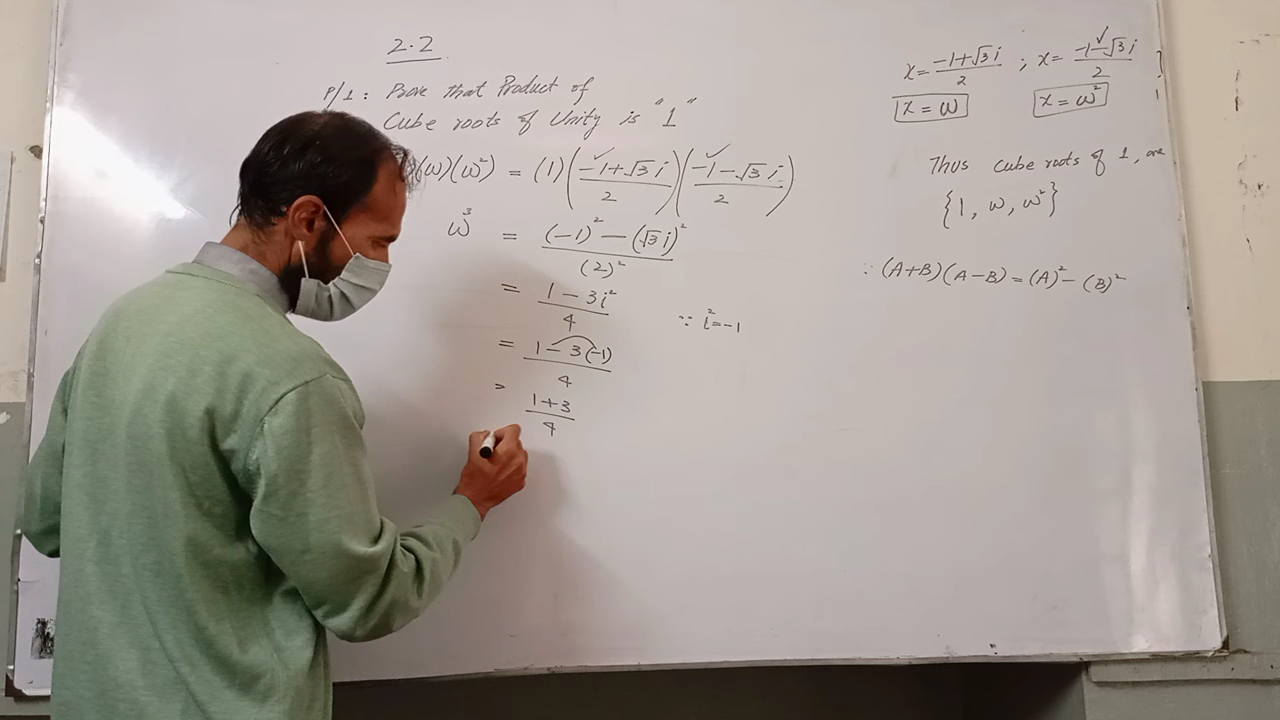 2.2
P/1: Prove that Product of
Cube roots of Unity is "1"
(ω)(ω²) = (1)((-1+√3 i)/2)((-1-√3 i)/2)
ω³ = ((-1)² - (√3 i)²)/(2)²
= (1 - 3i²)/4 ∵ i² = -1
= (1 - 3(-1))/4
= (1+3)/4
x = (-1+√3 i)/2 ; x = (-1-√3 i)/2
x = ω x = ω²
Thus cube roots of 1, are
{1, ω, ω²}
∵ (A+B)(A-B) = (A)² - (B)²